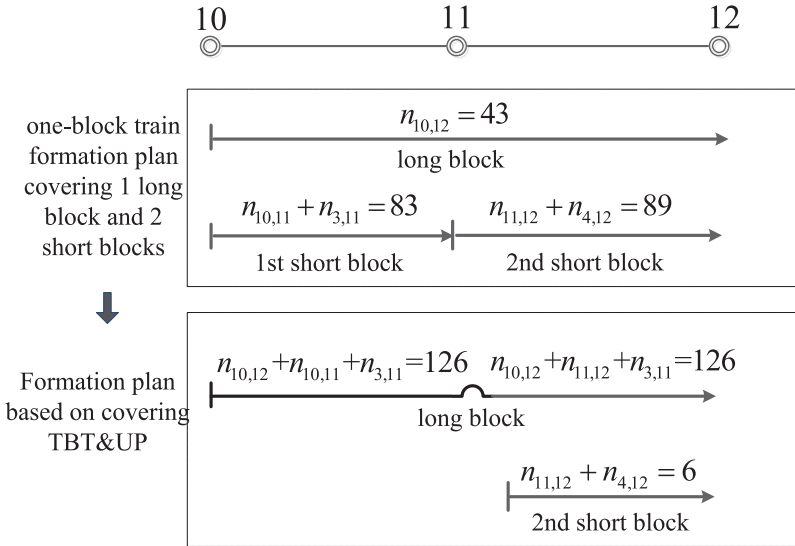 10 11 12
one-block train
formation plan
covering 1 long
block and 2
short blocks
n10,12 = 43
long block
n10,11 + n3,11 = 83
1st short block
n11,12 + n4,12 = 89
2nd short block
Formation plan
based on covering
TBT&UP
n10,12+n10,11+n3,11=126
n10,12+n11,12+n3,11=126
long block
n11,12 + n4,12 = 6
2nd short block